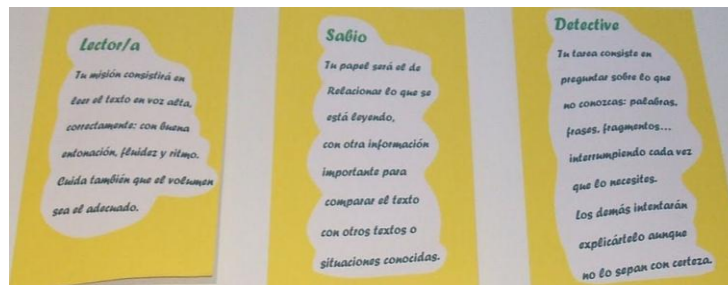 Lector/a
Tu misión consistirá en
leer el texto en voz alta,
correctamente: con buena
entonación, fluidez y ritmo.
Cuida también que el volumen
sea el adecuado.
Sabio
Tu papel será el de
Relacionar lo que se
está leyendo,
con otra información
importante para
comparar el texto
con otros textos o
situaciones conocidas.
Detective
Tu tarea consiste en
preguntar sobre lo que
no conozcas: palabras,
frases, fragmentos...
interrumpiendo cada vez
que lo necesites.
Los demás intentarán
explicártelo aunque
no lo sepan con certeza.